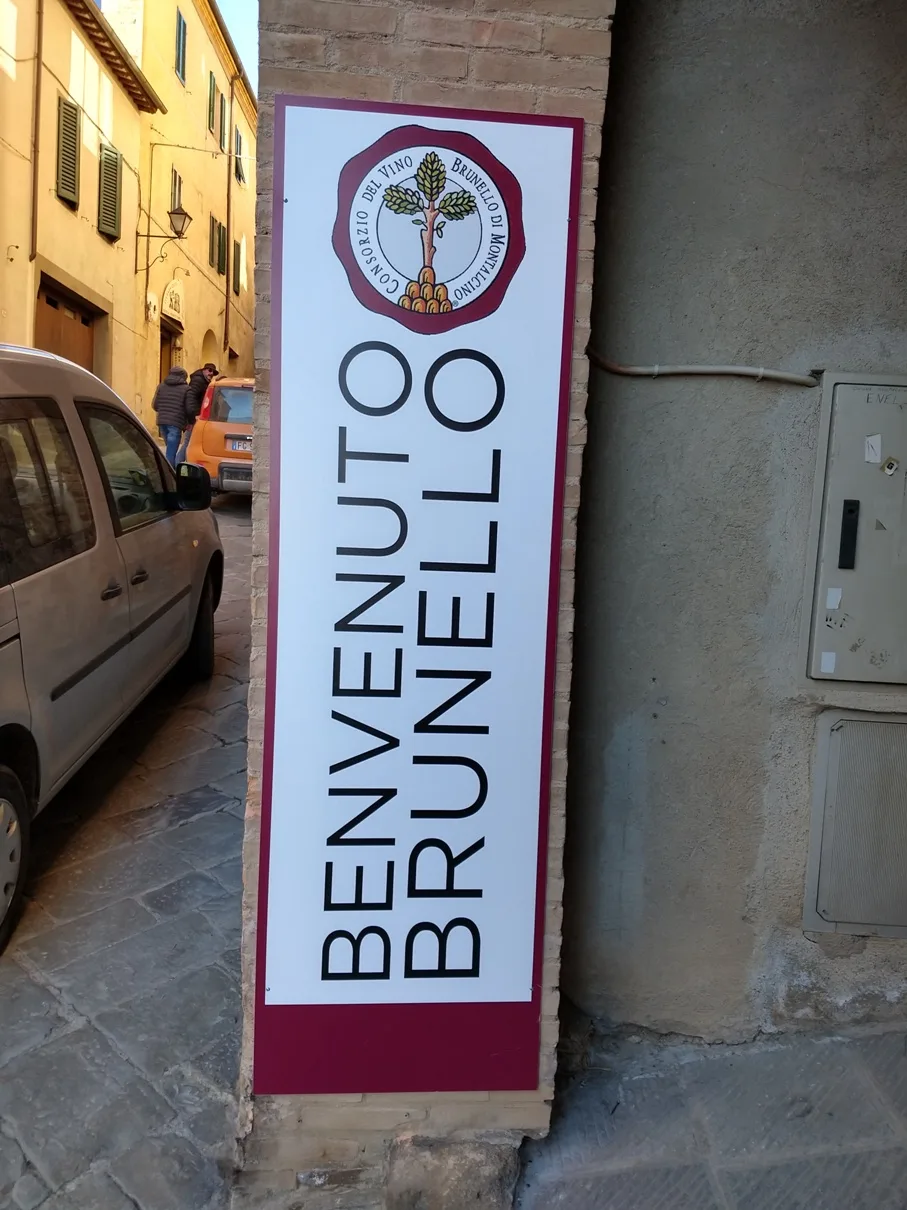 CONSORZIO DEL VINO BRUNELLO DI MONTALCINO
BENVENUTO
BRUNELLO